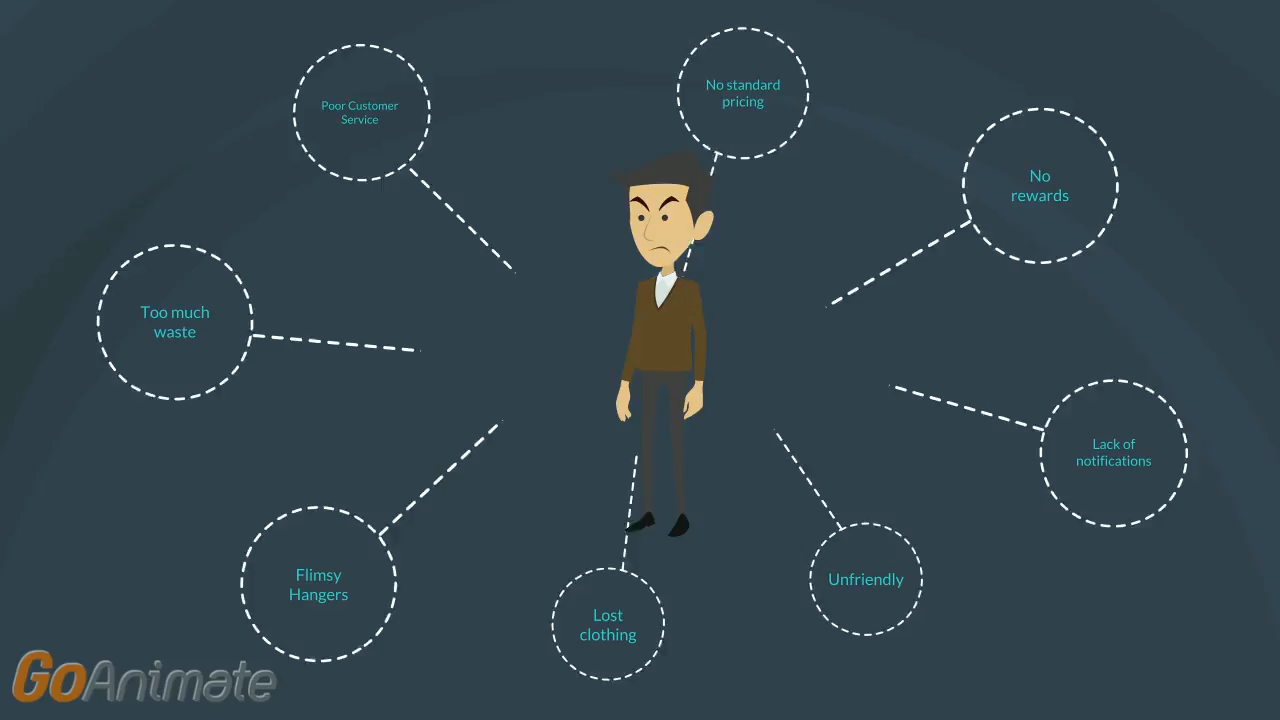 Poor Customer
Service
No standard
pricing
No
rewards
Too much
waste
Lack of
notifications
Flimsy
Hangers
Lost
clothing
Unfriendly
GoAnimate